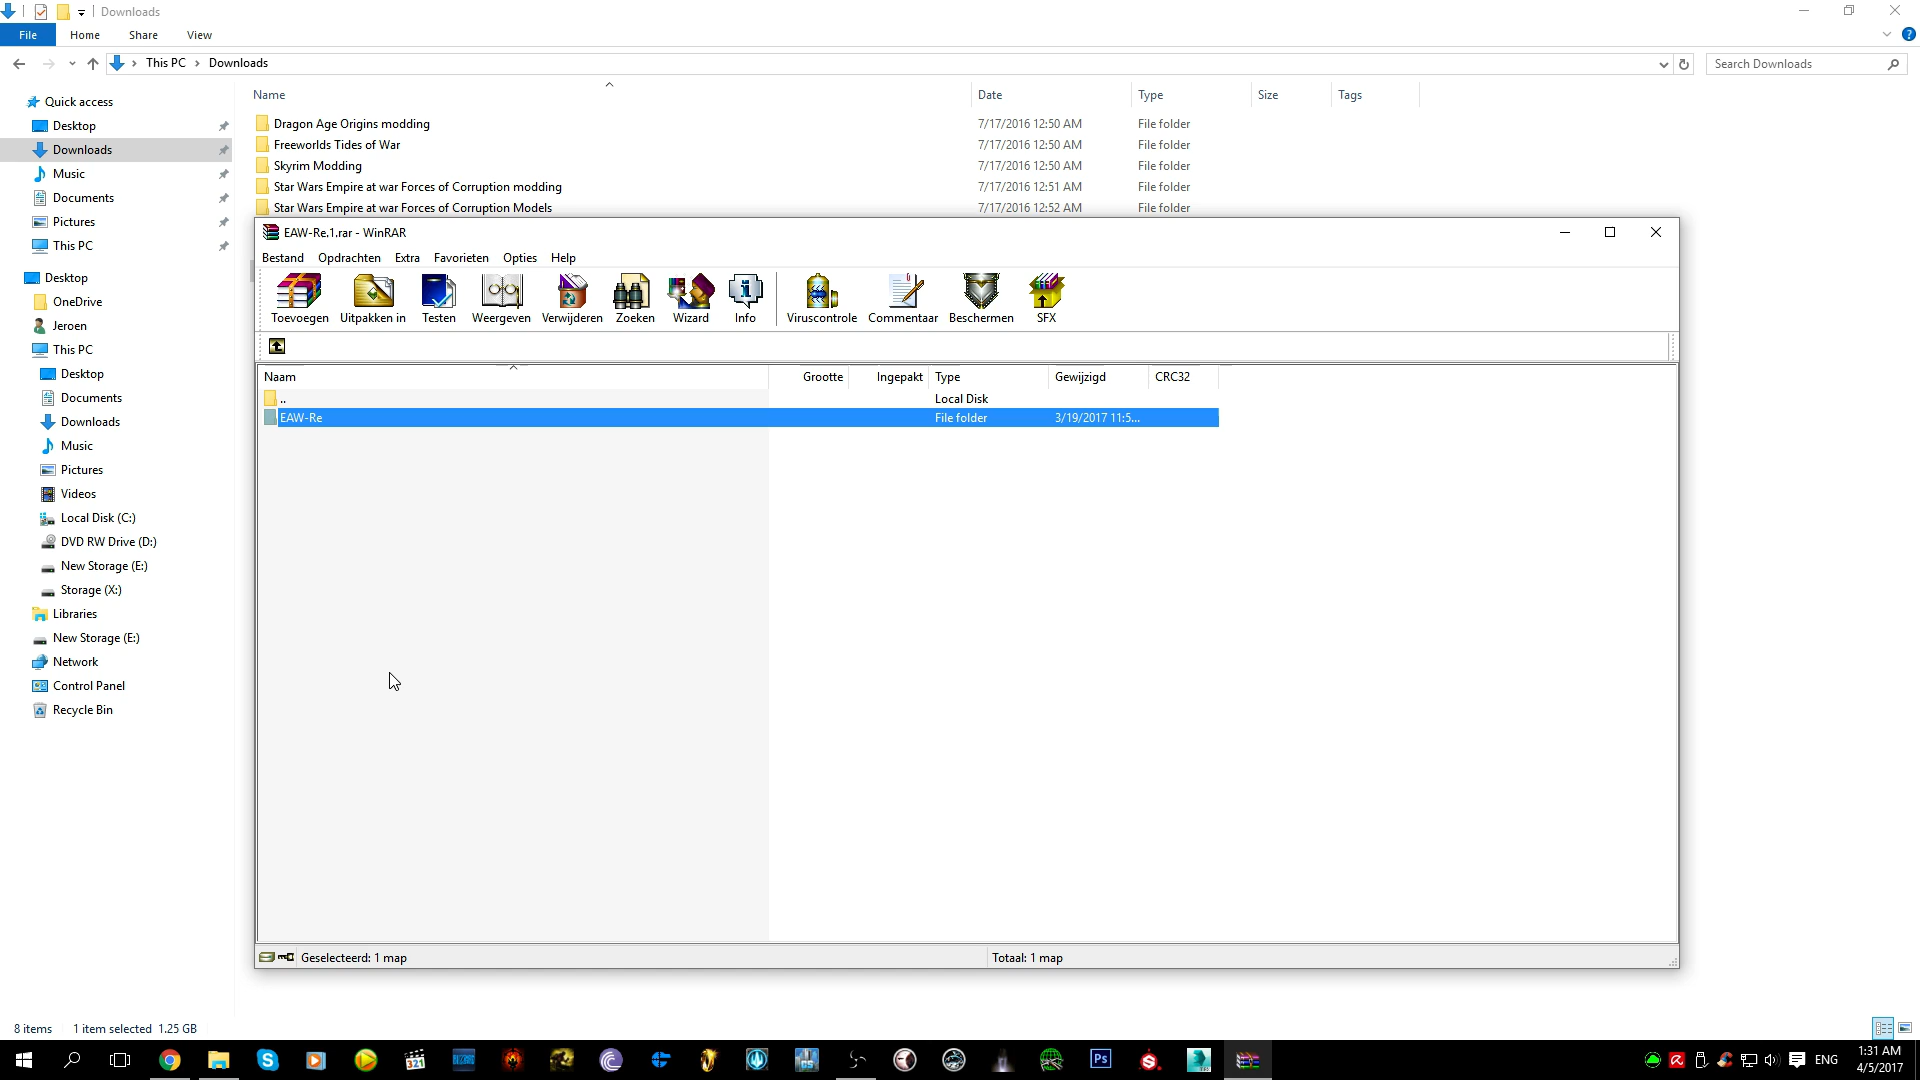 Downloads
File Home Share View
This PC Downloads
Search Downloads
Name Date Type Size Tags
Dragon Age Origins modding 7/17/2016 12:50 AM File folder
Freeworlds Tides of War 7/17/2016 12:50 AM File folder
Skyrim Modding 7/17/2016 12:50 AM File folder
Star Wars Empire at war Forces of Corruption modding 7/17/2016 12:51 AM File folder
Star Wars Empire at war Forces of Corruption Models 7/17/2016 12:52 AM File folder
Quick access
Desktop
Downloads
Music
Documents
Pictures
This PC
Desktop
OneDrive
Jeroen
This PC
Desktop
Documents
Downloads
Music
Pictures
Videos
Local Disk (C:)
DVD RW Drive (D:)
New Storage (E:)
Storage (X:)
Libraries
New Storage (E:)
Network
Control Panel
Recycle Bin
EAW-Re.1.rar - WinRAR
Bestand Opdrachten Extra Favorieten Opties Help
Toevoegen Uitpakken in Testen Weergeven Verwijderen Zoeken Wizard Info Viruscontrole Commentaar Beschermen SFX
Naam Grootte Ingepakt Type Gewijzigd CRC32
.. Local Disk
EAW-Re File folder 3/19/2017 11:5...
Geselecteerd: 1 map Totaal: 1 map
8 items 1 item selected 1.25 GB
321
Ps
ENG
1:31 AM
4/5/2017